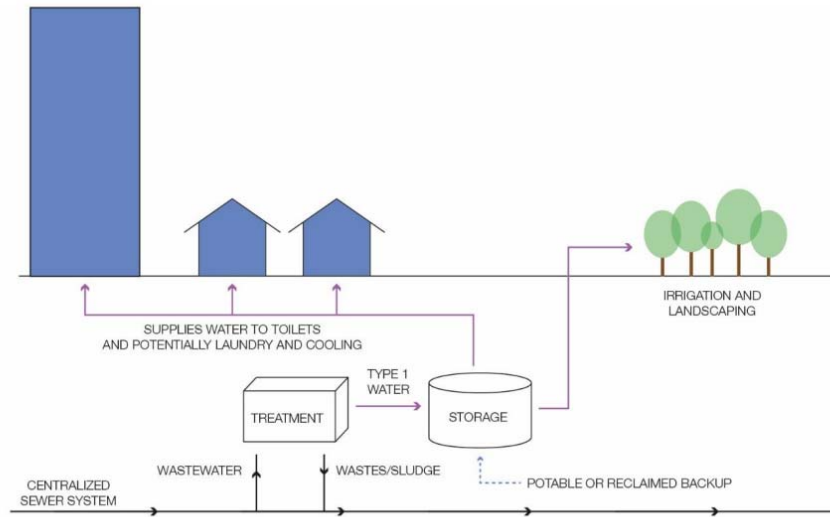 IRRIGATION AND
LANDSCAPING
SUPPLIES WATER TO TOILETS
AND POTENTIALLY LAUNDRY AND COOLING
TYPE 1
WATER
TREATMENT
STORAGE
WASTEWATER
WASTES/SLUDGE
POTABLE OR RECLAIMED BACKUP
CENTRALIZED
SEWER SYSTEM